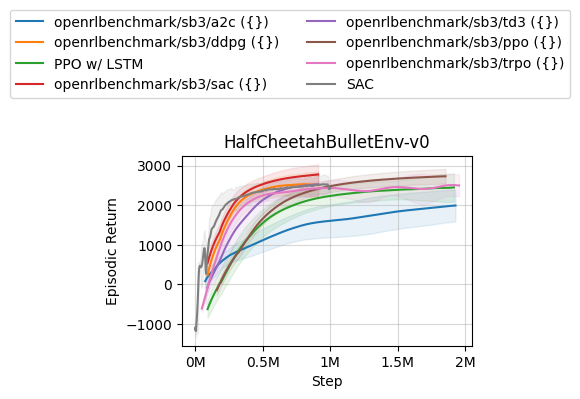 openrlbenchmark/sb3/a2c ({})
openrlbenchmark/sb3/ddpg ({})
PPO w/ LSTM
openrlbenchmark/sb3/sac ({})
openrlbenchmark/sb3/td3 ({})
openrlbenchmark/sb3/ppo ({})
openrlbenchmark/sb3/trpo ({})
SAC
HalfCheetahBulletEnv-v0
Episodic Return
3000
2000
1000
0
−1000
0M 0.5M 1M 1.5M 2M
Step